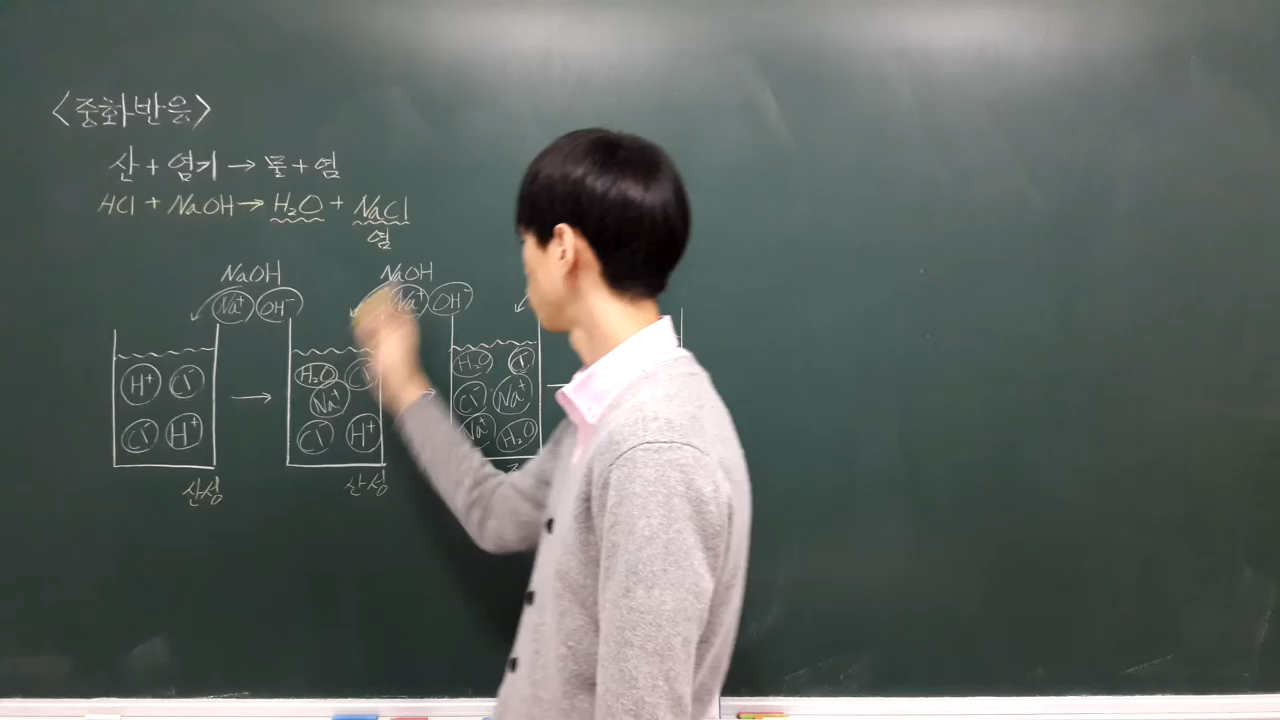 <중화반응>
산 + 염기 → 물 + 염
HCl + NaOH → H₂O + NaCl
염
NaOH NaOH
Na⁺ OH⁻ Na⁺ OH⁻
H⁺ Cl⁻ H₂O Cl⁻ H₂O Cl⁻
Na⁺ Cl⁻ Na⁺
Cl⁻ H⁺ Cl⁻ H⁺ Na⁺ H₂O
산성 산성